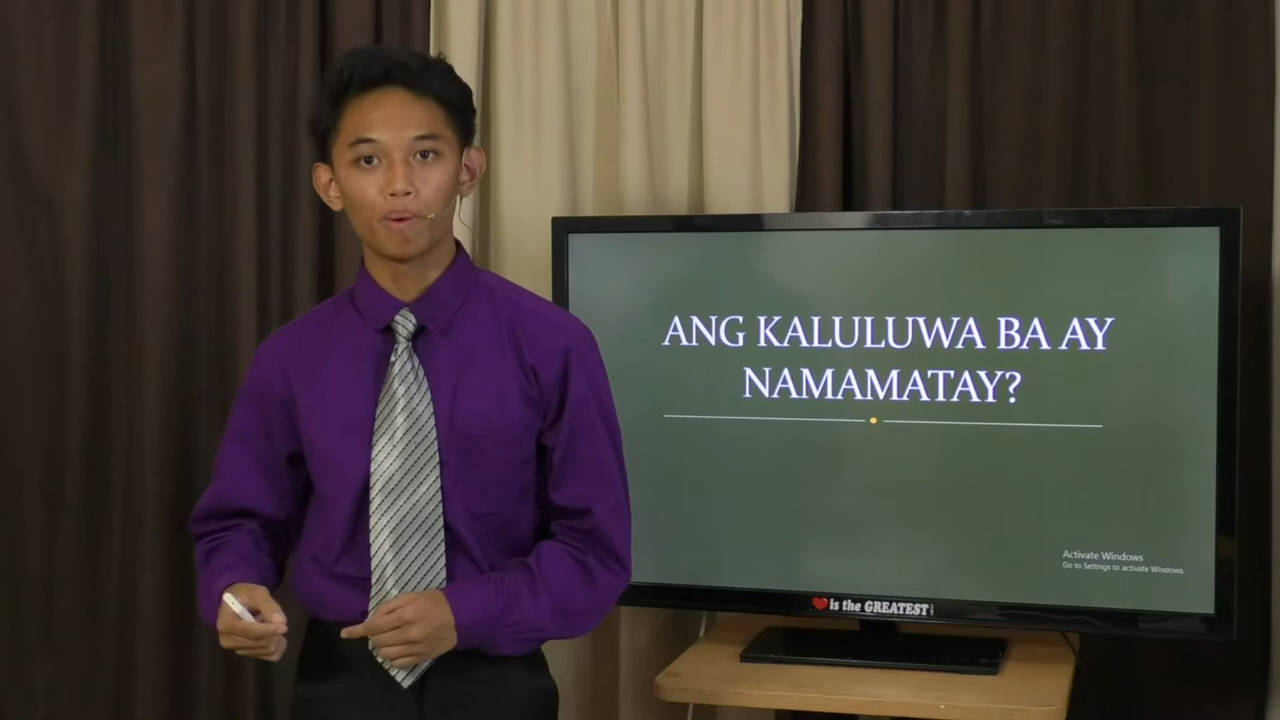 ANG KALULUWA BA AY
NAMAMATAY?
Activate Windows
Go to Settings to activate Windows.
is the GREATEST